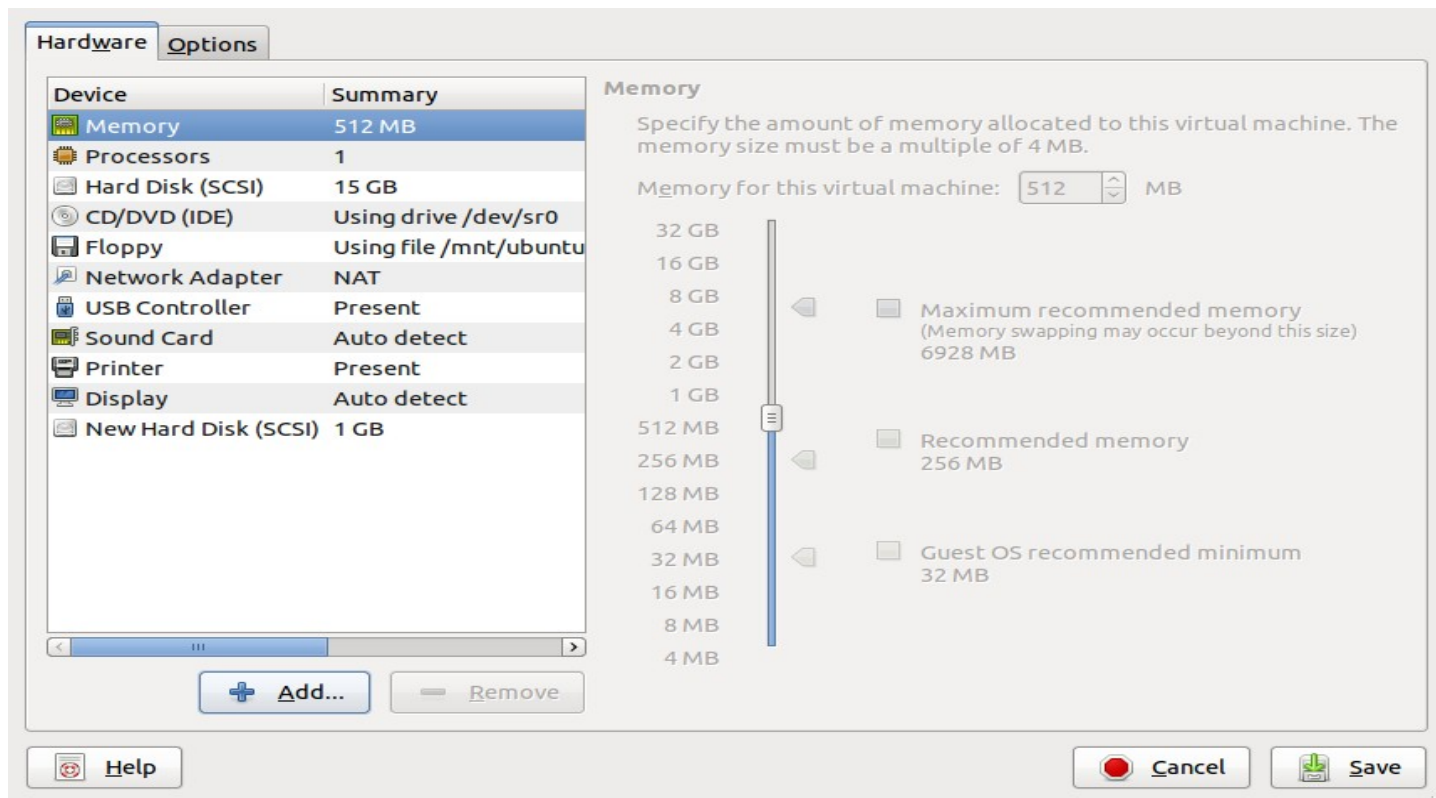 Hardware Options
Device Summary
Memory 512 MB
Processors 1
Hard Disk (SCSI) 15 GB
CD/DVD (IDE) Using drive /dev/sr0
Floppy Using file /mnt/ubuntu
Network Adapter NAT
USB Controller Present
Sound Card Auto detect
Printer Present
Display Auto detect
New Hard Disk (SCSI) 1 GB
Add...
Remove
Memory
Specify the amount of memory allocated to this virtual machine. The
memory size must be a multiple of 4 MB.
Memory for this virtual machine: 512 MB
32 GB
16 GB
8 GB
4 GB
2 GB
1 GB
512 MB
256 MB
128 MB
64 MB
32 MB
16 MB
8 MB
4 MB
Maximum recommended memory
(Memory swapping may occur beyond this size)
6928 MB
Recommended memory
256 MB
Guest OS recommended minimum
32 MB
Help
Cancel
Save